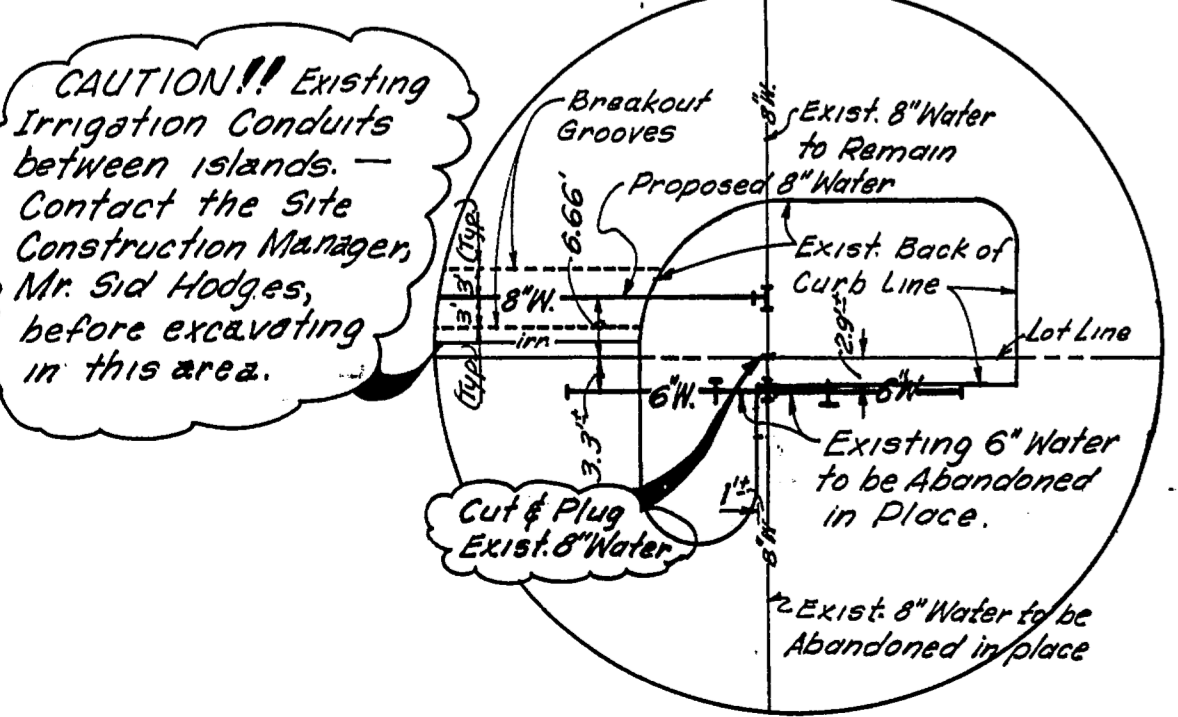 CAUTION!! Existing
Irrigation Conduits
between islands. —
Contact the Site
Construction Manager,
Mr. Sid Hodges,
before excavating
in this area.
Breakout
Grooves
8"W.
Exist. 8" Water
to Remain
Proposed 8" Water
6.66'
3' 3' (Typ.)
8"W.
irr.
(Typ.)
Exist. Back of
Curb Line
2.9'±
Lot Line
6"W.
6"W
3.3'±
Existing 6" Water
to be Abandoned
in Place.
1'±
8"W
Cut & Plug
Exist. 8" Water
Exist. 8" Water to be
Abandoned in place